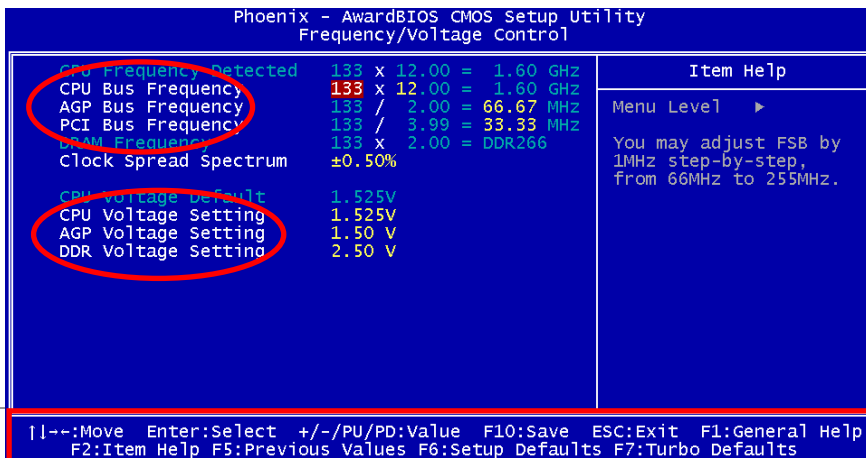 Phoenix - AwardBIOS CMOS Setup Utility
Frequency/Voltage Control
CPU Frequency Detected 133 x 12.00 = 1.60 GHz
CPU Bus Frequency 133 x 12.00 = 1.60 GHz
AGP Bus Frequency 133 / 2.00 = 66.67 MHz
PCI Bus Frequency 133 / 3.99 = 33.33 MHz
DRAM Frequency 133 x 2.00 = DDR266
Clock Spread Spectrum ±0.50%
CPU Voltage Default 1.525V
CPU Voltage Setting 1.525V
AGP Voltage Setting 1.50 V
DDR Voltage Setting 2.50 V
Item Help
Menu Level ▶
You may adjust FSB by
1MHz step-by-step,
from 66MHz to 255MHz.
↑↓→←:Move Enter:Select +/-/PU/PD:Value F10:Save ESC:Exit F1:General Help
F2:Item Help F5:Previous Values F6:Setup Defaults F7:Turbo Defaults